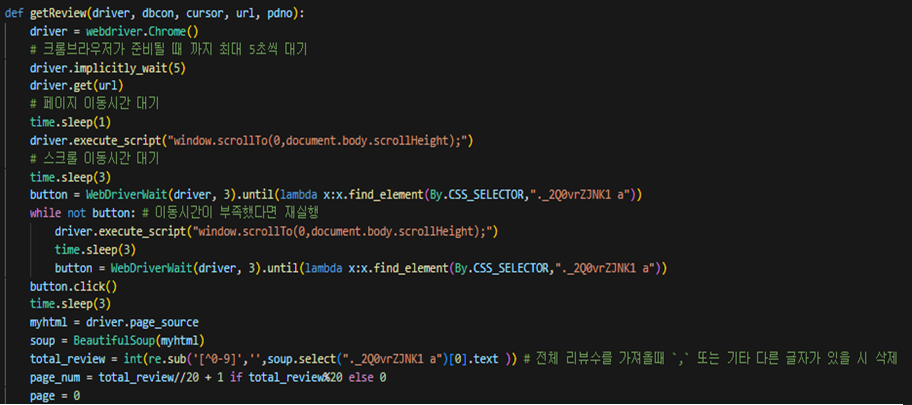 def getReview(driver, dbcon, cursor, url, pdno):
    driver = webdriver.Chrome()
    # 크롬브라우저가 준비될 때 까지 최대 5초씩 대기
    driver.implicitly_wait(5)
    driver.get(url)
    # 페이지 이동시간 대기
    time.sleep(1)
    driver.execute_script("window.scrollTo(0,document.body.scrollHeight);")
    # 스크롤 이동시간 대기
    time.sleep(3)
    button = WebDriverWait(driver, 3).until(lambda x:x.find_element(By.CSS_SELECTOR,"._2Q0vrZJNK1 a"))
    while not button: # 이동시간이 부족했다면 재실행
        driver.execute_script("window.scrollTo(0,document.body.scrollHeight);")
        time.sleep(3)
        button = WebDriverWait(driver, 3).until(lambda x:x.find_element(By.CSS_SELECTOR,"._2Q0vrZJNK1 a"))
    button.click()
    time.sleep(3)
    myhtml = driver.page_source
    soup = BeautifulSoup(myhtml)
    total_review = int(re.sub('[^0-9]','',soup.select("._2Q0vrZJNK1 a")[0].text )) # 전체 리뷰수를 가져올때 `,` 또는 기타 다른 글자가 있을 시 삭제
    page_num = total_review//20 + 1 if total_review%20 else 0
    page = 0